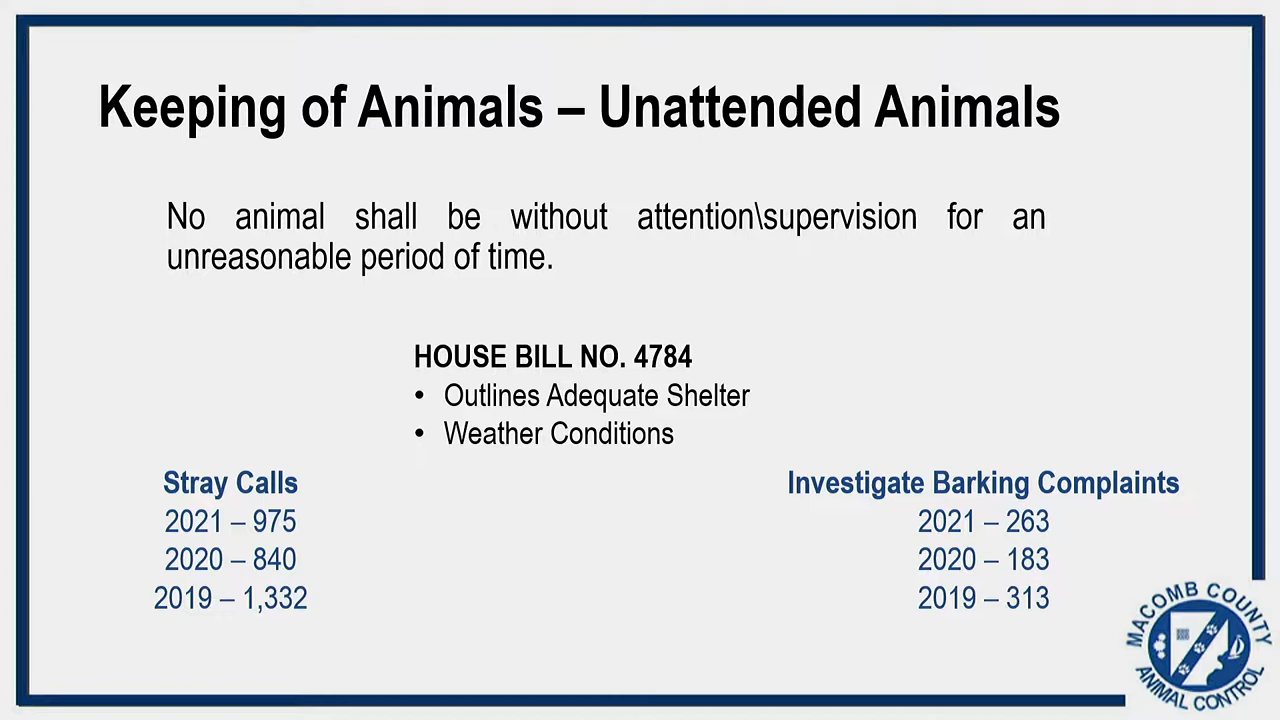 Keeping of Animals – Unattended Animals
No animal shall be without attention\supervision for an
unreasonable period of time.
HOUSE BILL NO. 4784
• Outlines Adequate Shelter
• Weather Conditions
Stray Calls
2021 – 975
2020 – 840
2019 – 1,332
Investigate Barking Complaints
2021 – 263
2020 – 183
2019 – 313
MACOMB COUNTY
ANIMAL CONTROL